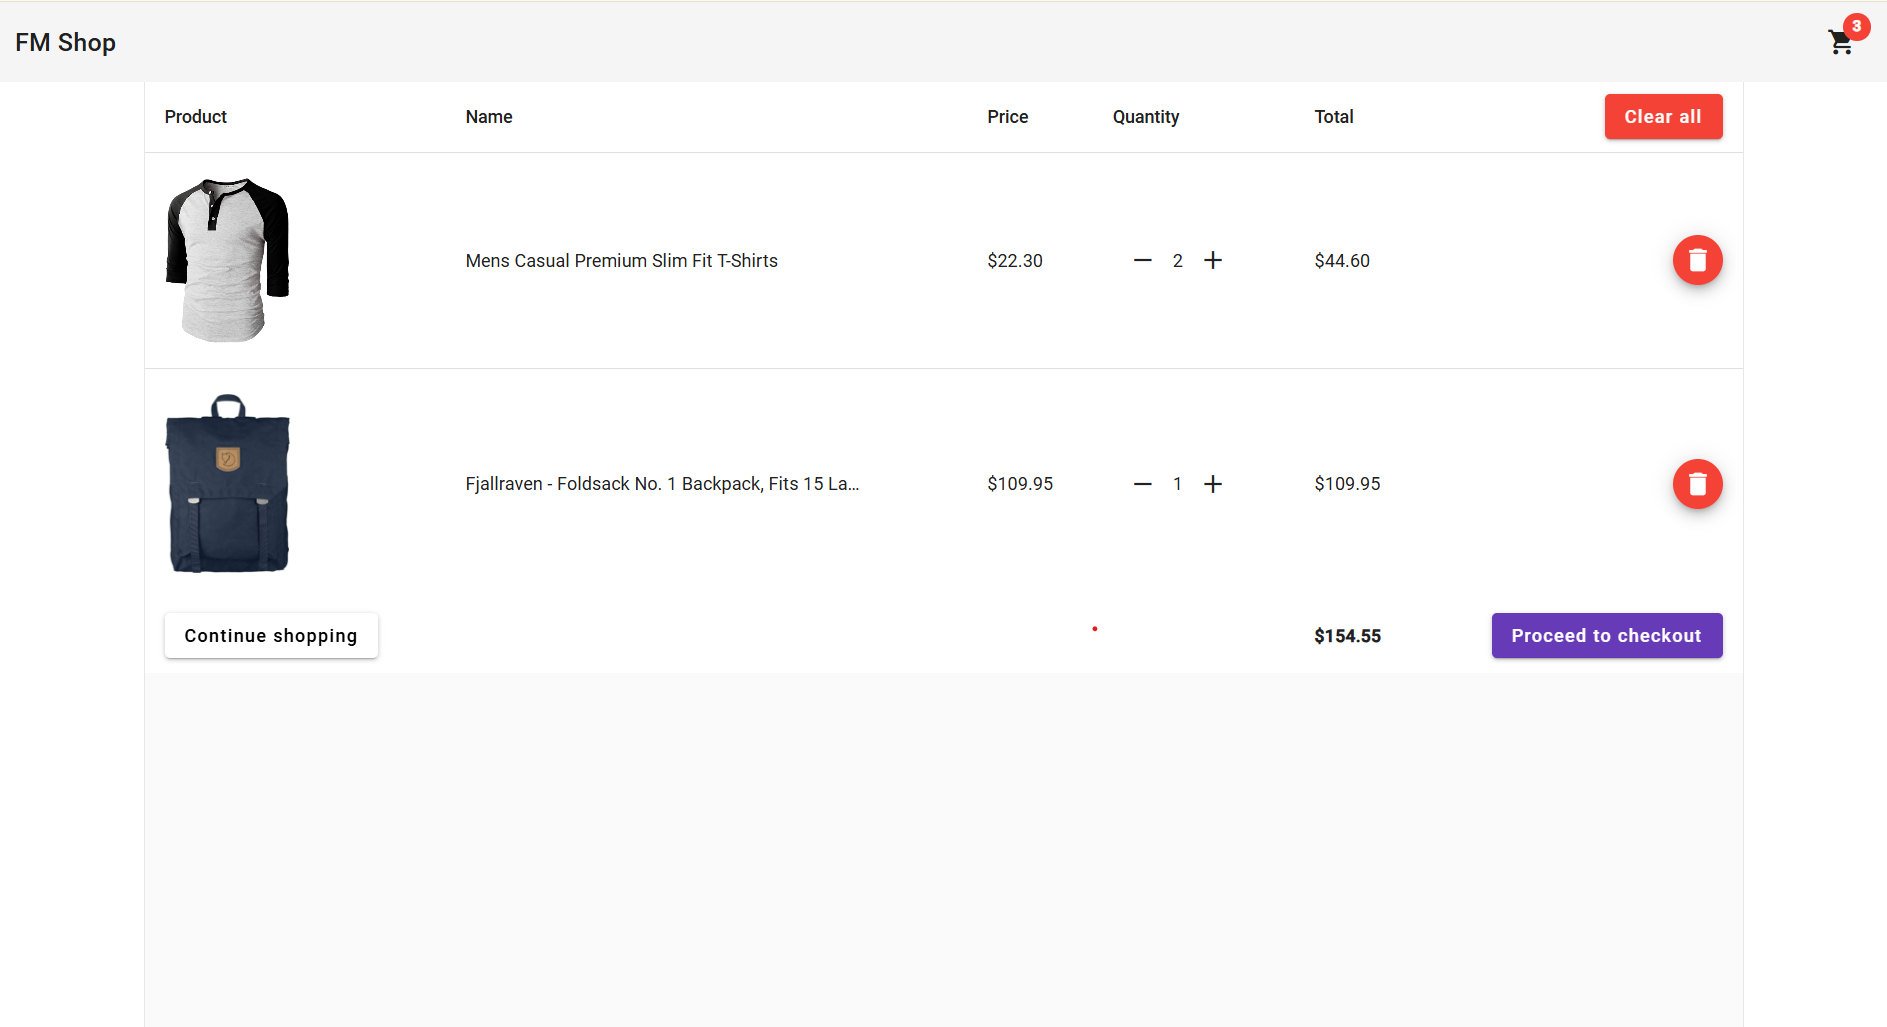 FM Shop
3
Product Name Price Quantity Total Clear all
Mens Casual Premium Slim Fit T-Shirts $22.30 2 $44.60
Fjallraven - Foldsack No. 1 Backpack, Fits 15 La... $109.95 1 $109.95
Continue shopping $154.55 Proceed to checkout